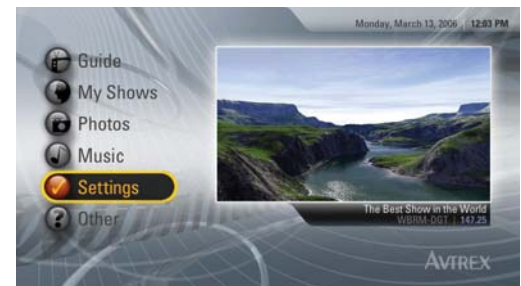 Monday, March 13, 2006 | 12:03 PM
Guide
My Shows
Photos
Music
Settings
Other
The Best Show in the World
WBRM-DGT | 147.25
AVTREX